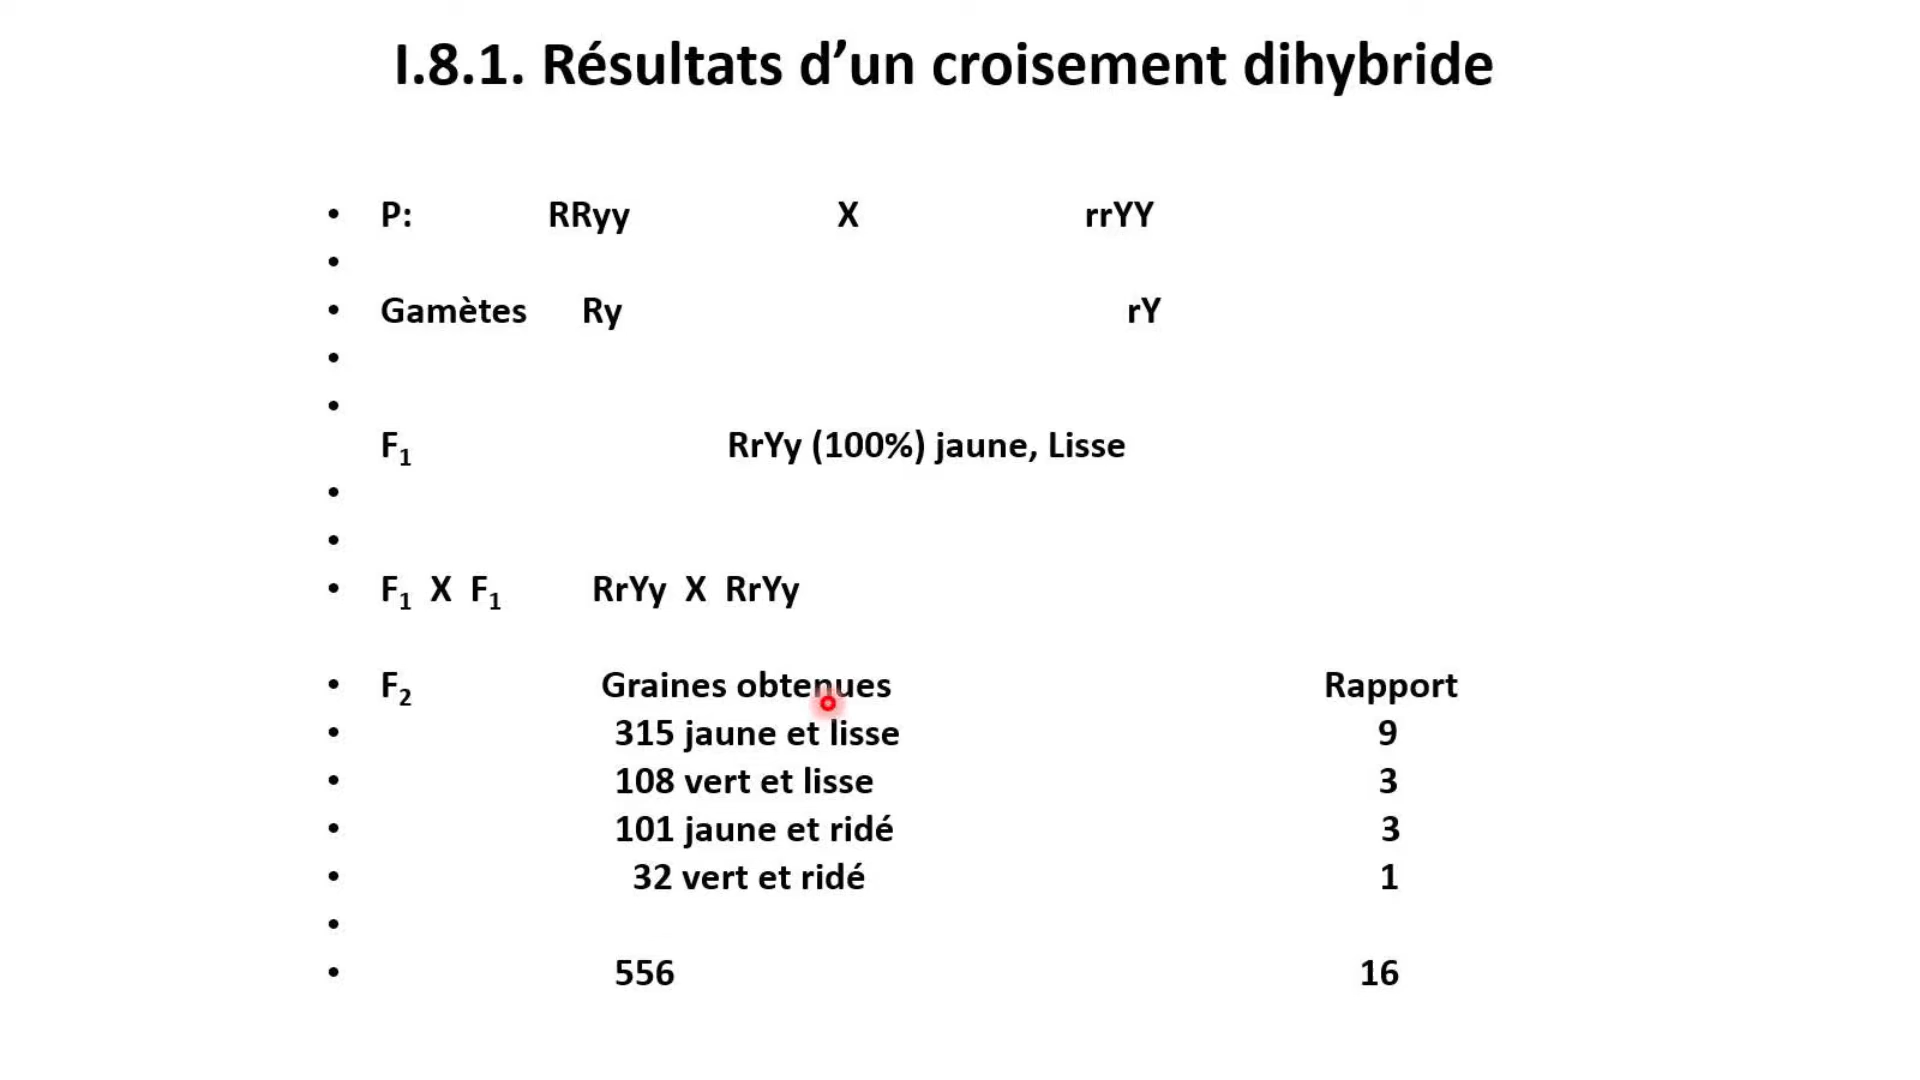 I.8.1. Résultats d’un croisement dihybride
• P: RRyy X rrYY
•
• Gamètes Ry rY
•
•
F1 RrYy (100%) jaune, Lisse
•
•
• F1 X F1 RrYy X RrYy
• F2 Graines obtenues Rapport
• 315 jaune et lisse 9
• 108 vert et lisse 3
• 101 jaune et ridé 3
• 32 vert et ridé 1
•
• 556 16